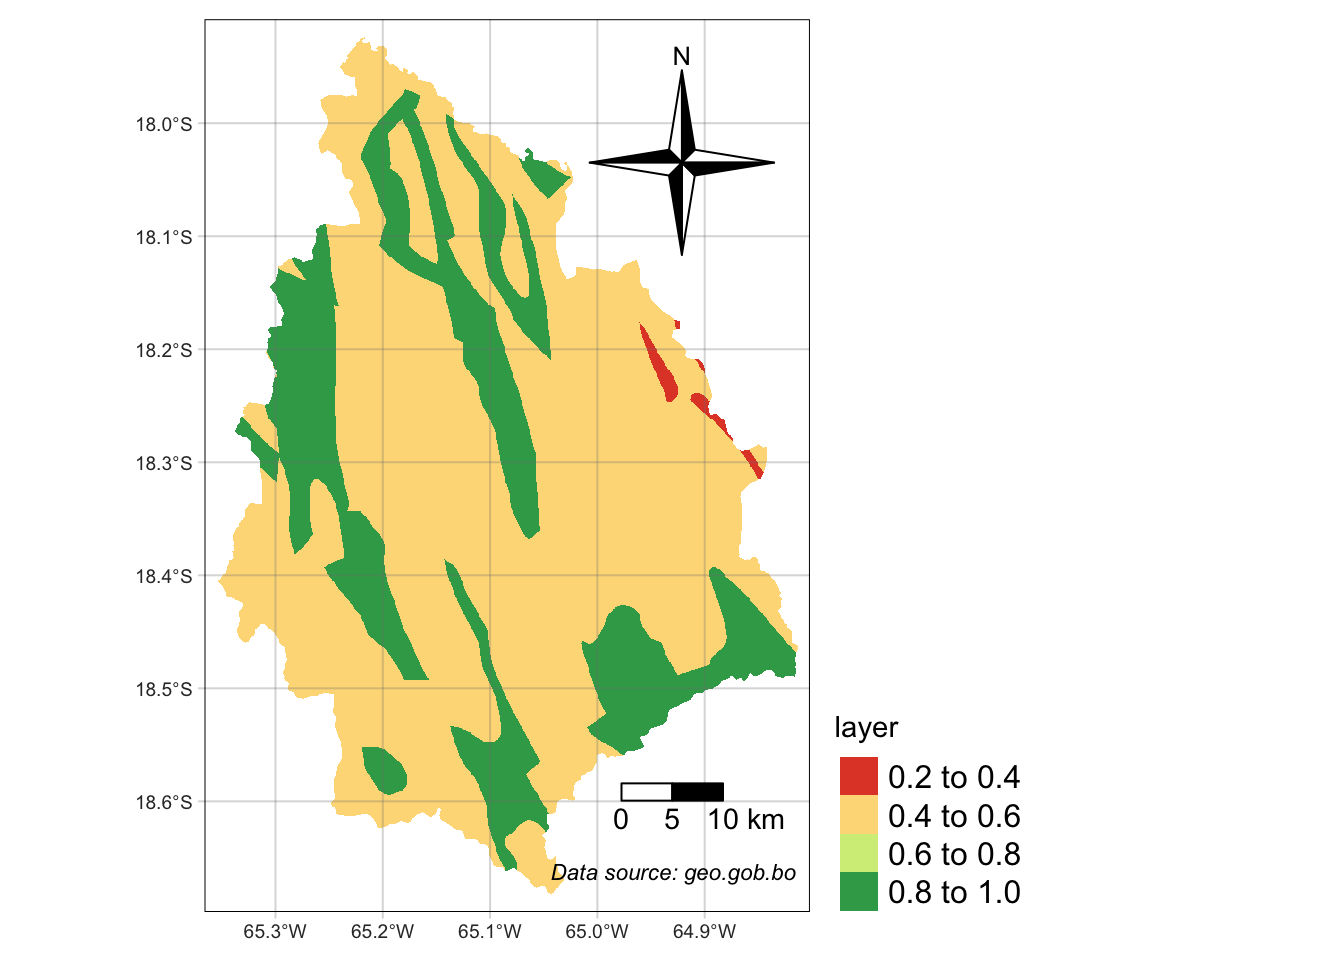 N
18.0°S
18.1°S
18.2°S
18.3°S
18.4°S
18.5°S
18.6°S
0 5 10 km
Data source: geo.gob.bo
65.3°W 65.2°W 65.1°W 65.0°W 64.9°W
layer
0.2 to 0.4
0.4 to 0.6
0.6 to 0.8
0.8 to 1.0